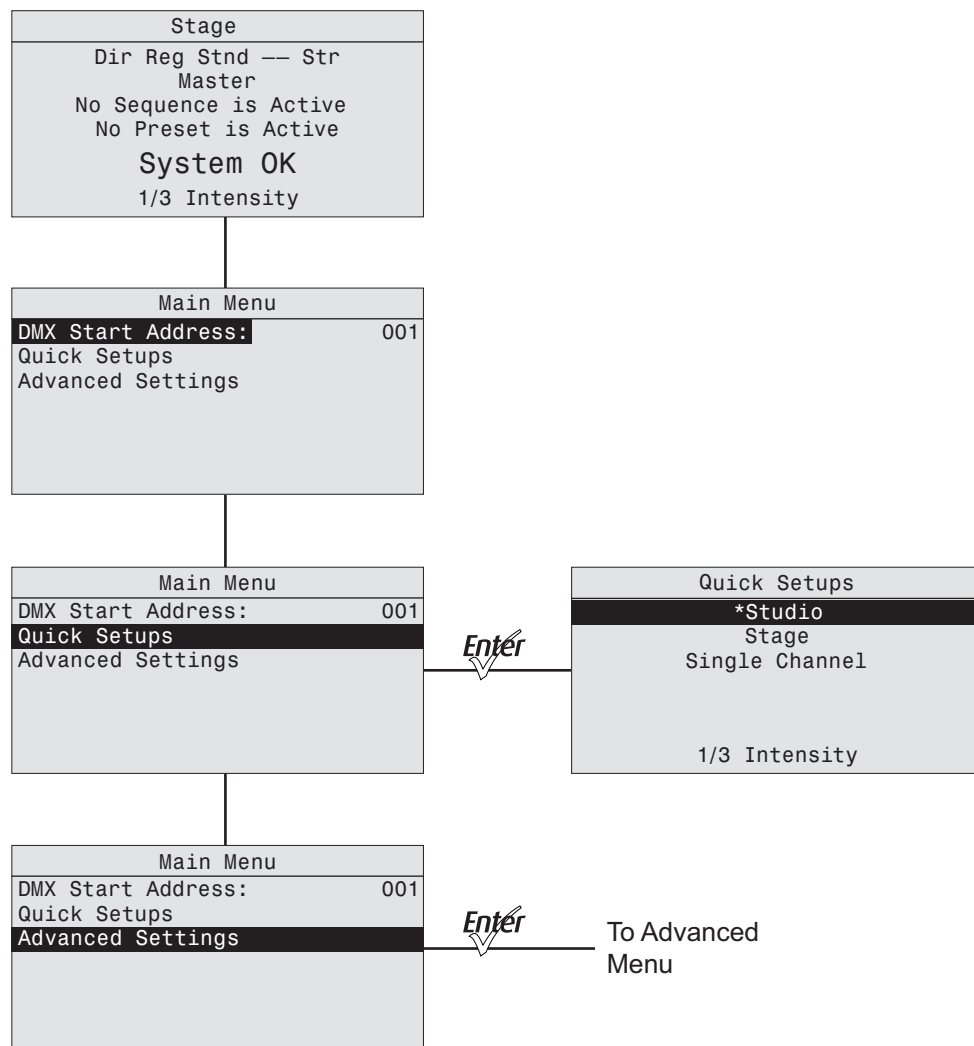 Stage
Dir Reg Stnd —— Str
Master
No Sequence is Active
No Preset is Active
System OK
1/3 Intensity
Main Menu
DMX Start Address: 001
Quick Setups
Advanced Settings
Main Menu
DMX Start Address: 001
Quick Setups
Advanced Settings
Enter
Quick Setups
*Studio
Stage
Single Channel
1/3 Intensity
Main Menu
DMX Start Address: 001
Quick Setups
Advanced Settings
Enter
To Advanced
Menu